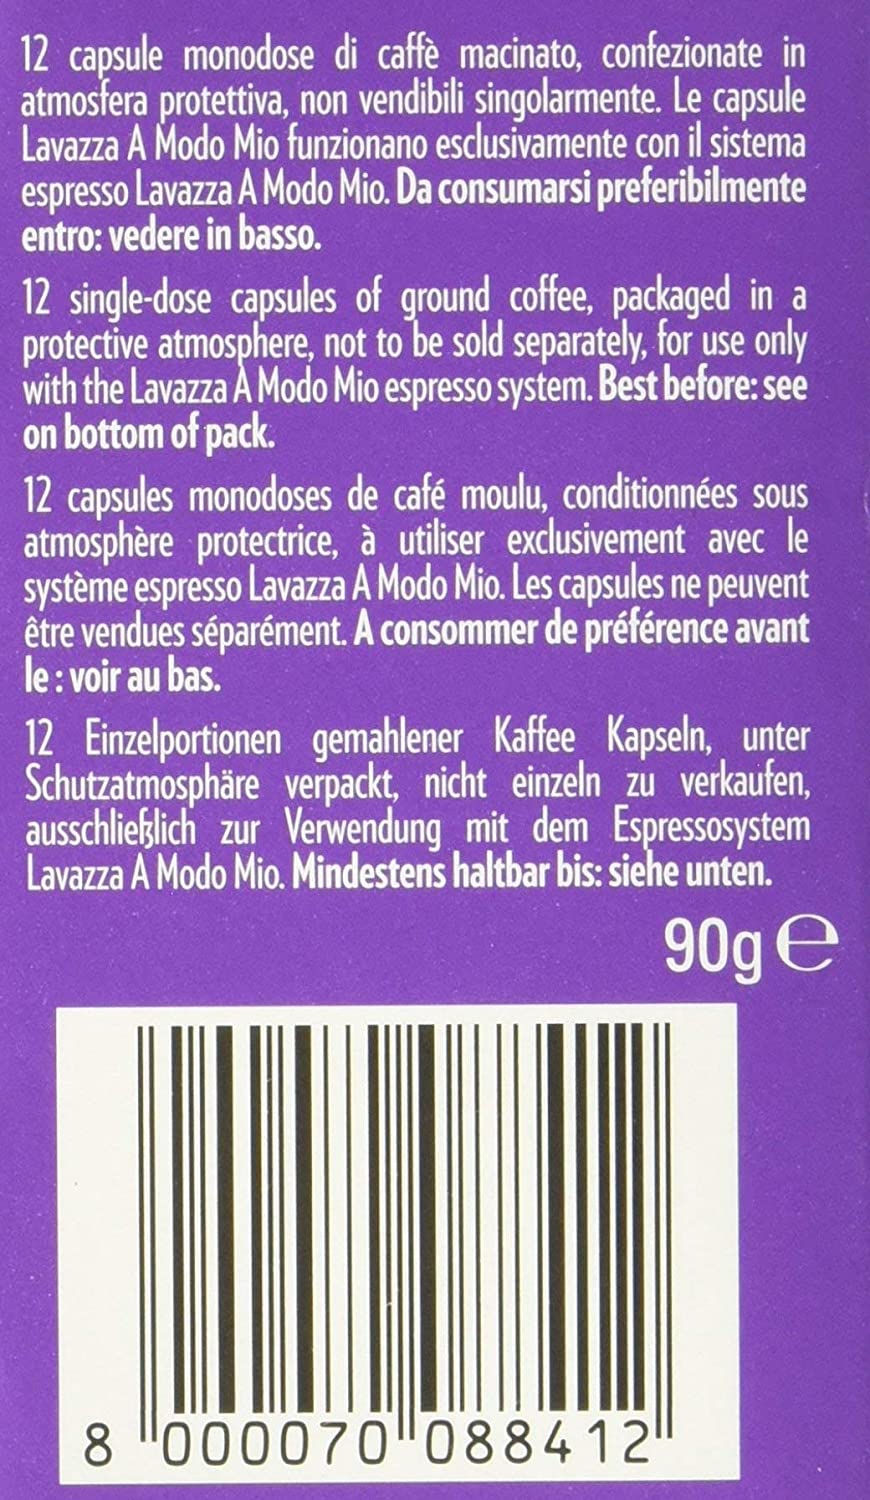 12 capsule monodose di caffè macinato, confezionate in
atmosfera protettiva, non vendibili singolarmente. Le capsule
Lavazza A Modo Mio funzionano esclusivamente con il sistema
espresso Lavazza A Modo Mio. Da consumarsi preferibilmente
entro: vedere in basso.
12 single-dose capsules of ground coffee, packaged in a
protective atmosphere, not to be sold separately, for use only
with the Lavazza A Modo Mio espresso system. Best before: see
on bottom of pack.
12 capsules monodoses de café moulu, conditionnées sous
atmosphère protectrice, à utiliser exclusivement avec le
système espresso Lavazza A Modo Mio. Les capsules ne peuvent
être vendues séparément. A consommer de préférence avant
le : voir au bas.
12 Einzelportionen gemahlener Kaffee Kapseln, unter
Schutzatmosphäre verpackt, nicht einzeln zu verkaufen,
ausschließlich zur Verwendung mit dem Espressosystem
Lavazza A Modo Mio. Mindestens haltbar bis: siehe unten.
90g ℮
8 000070 088412